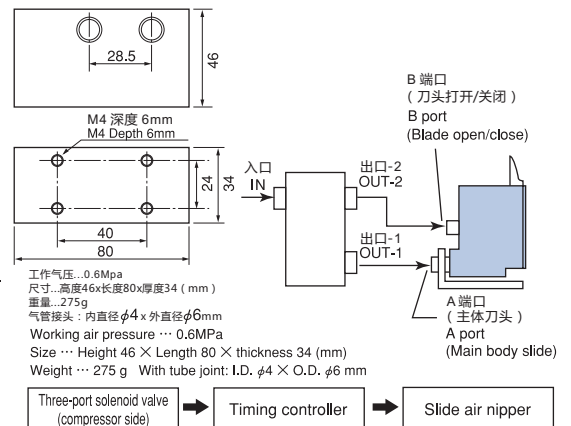 28.5
46
M4 深度 6mm
M4 Depth 6mm
24
34
40
80
入口
IN
出口-2
OUT-2
出口-1
OUT-1
B 端口
(刀头打开/关闭)
B port
(Blade open/close)
A 端口
(主体刀头)
A port
(Main body slide)
工作气压...0.6Mpa
尺寸...高度46x长度80x厚度34(mm)
重量...275g
气管接头:内直径ϕ4x外直径ϕ6mm
Working air pressure ··· 0.6MPa
Size ··· Height 46 × Length 80 × thickness 34 (mm)
Weight ··· 275 g With tube joint: I.D. ϕ4 × O.D. ϕ6 mm
Three-port solenoid valve
(compressor side)
Timing controller
Slide air nipper